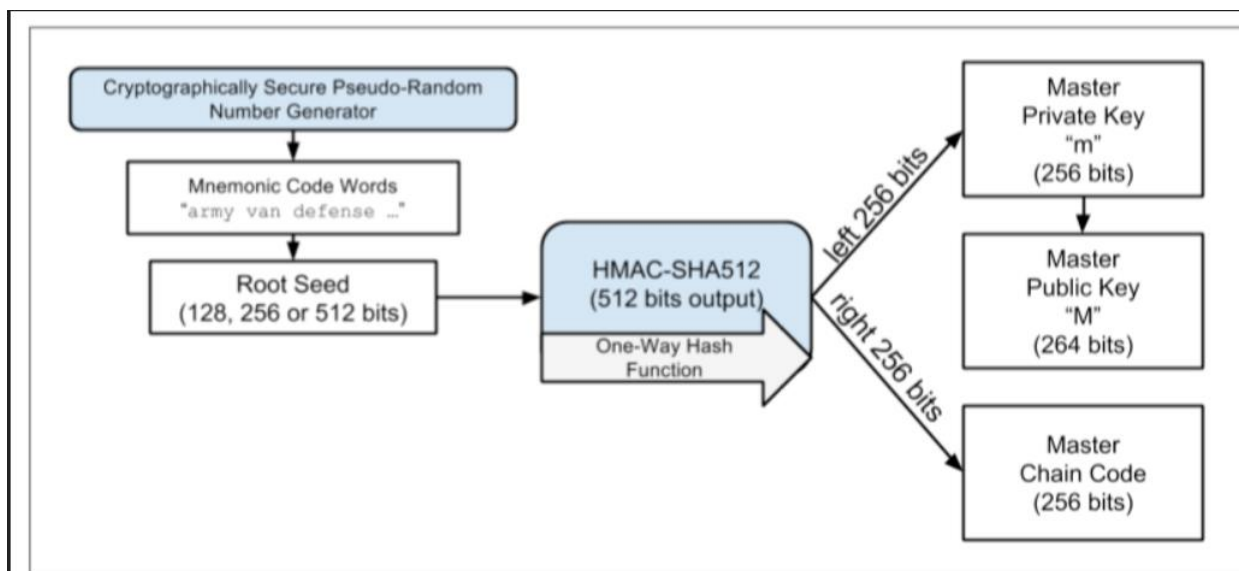 Cryptographically Secure Pseudo-Random
Number Generator
Mnemonic Code Words
"army van defense …"
Root Seed
(128, 256 or 512 bits)
HMAC-SHA512
(512 bits output)
One-Way Hash
Function
left 256 bits
right 256 bits
Master
Private Key
“m”
(256 bits)
Master
Public Key
“M”
(264 bits)
Master
Chain Code
(256 bits)